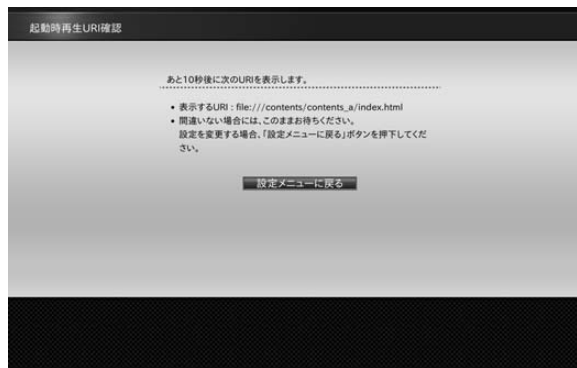 起動時再生URI確認
あと10秒後に次のURIを表示します。
• 表示するURI : file:///contents/contents_a/index.html
• 間違いない場合には、このままお待ちください。
設定を変更する場合、「設定メニューに戻る」ボタンを押下してくだ
さい。
設定メニューに戻る